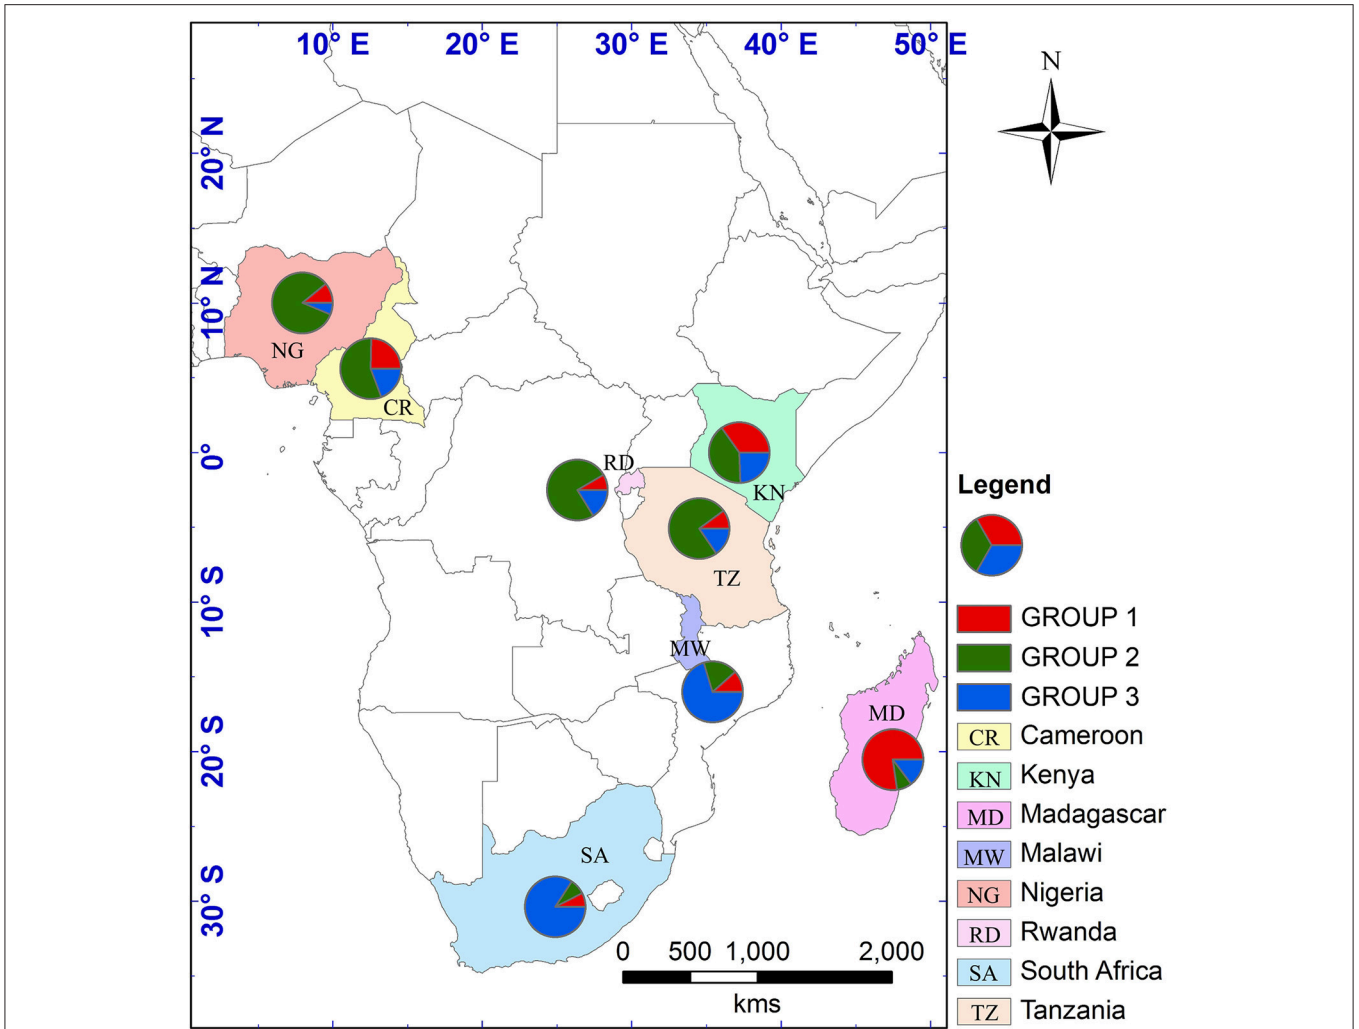 10° E 20° E 30° E 40° E 50° E
N
20° N
10° N
0°
10° S
20° S
30° S
NG
CR
RD
KN
TZ
MW
MD
SA
0 500 1,000 2,000
kms
Legend
GROUP 1
GROUP 2
GROUP 3
CR Cameroon
KN Kenya
MD Madagascar
MW Malawi
NG Nigeria
RD Rwanda
SA South Africa
TZ Tanzania